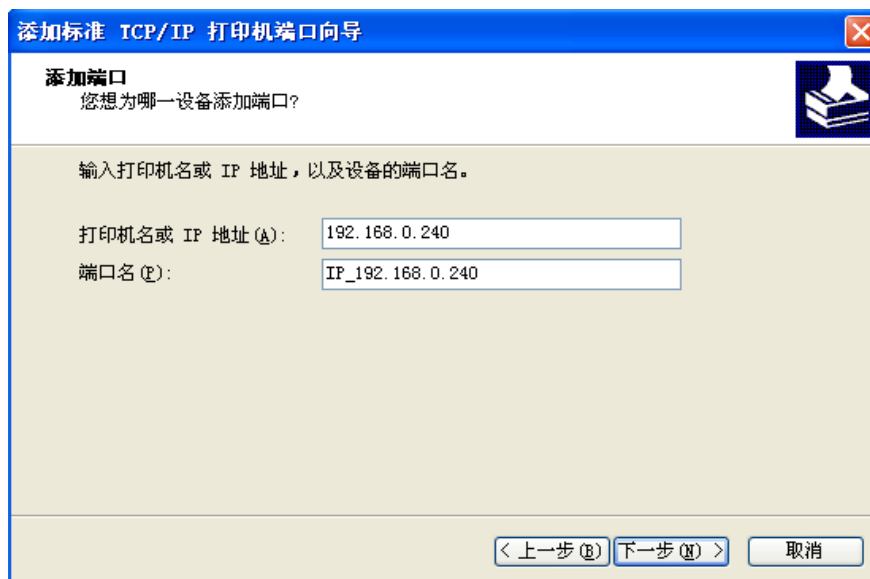 添加标准 TCP/IP 打印机端口向导
添加端口
您想为哪一设备添加端口?
输入打印机名或 IP 地址，以及设备的端口名。
打印机名或 IP 地址(A): 192.168.0.240
端口名(P): IP_192.168.0.240
< 上一步(B) 下一步(N) > 取消